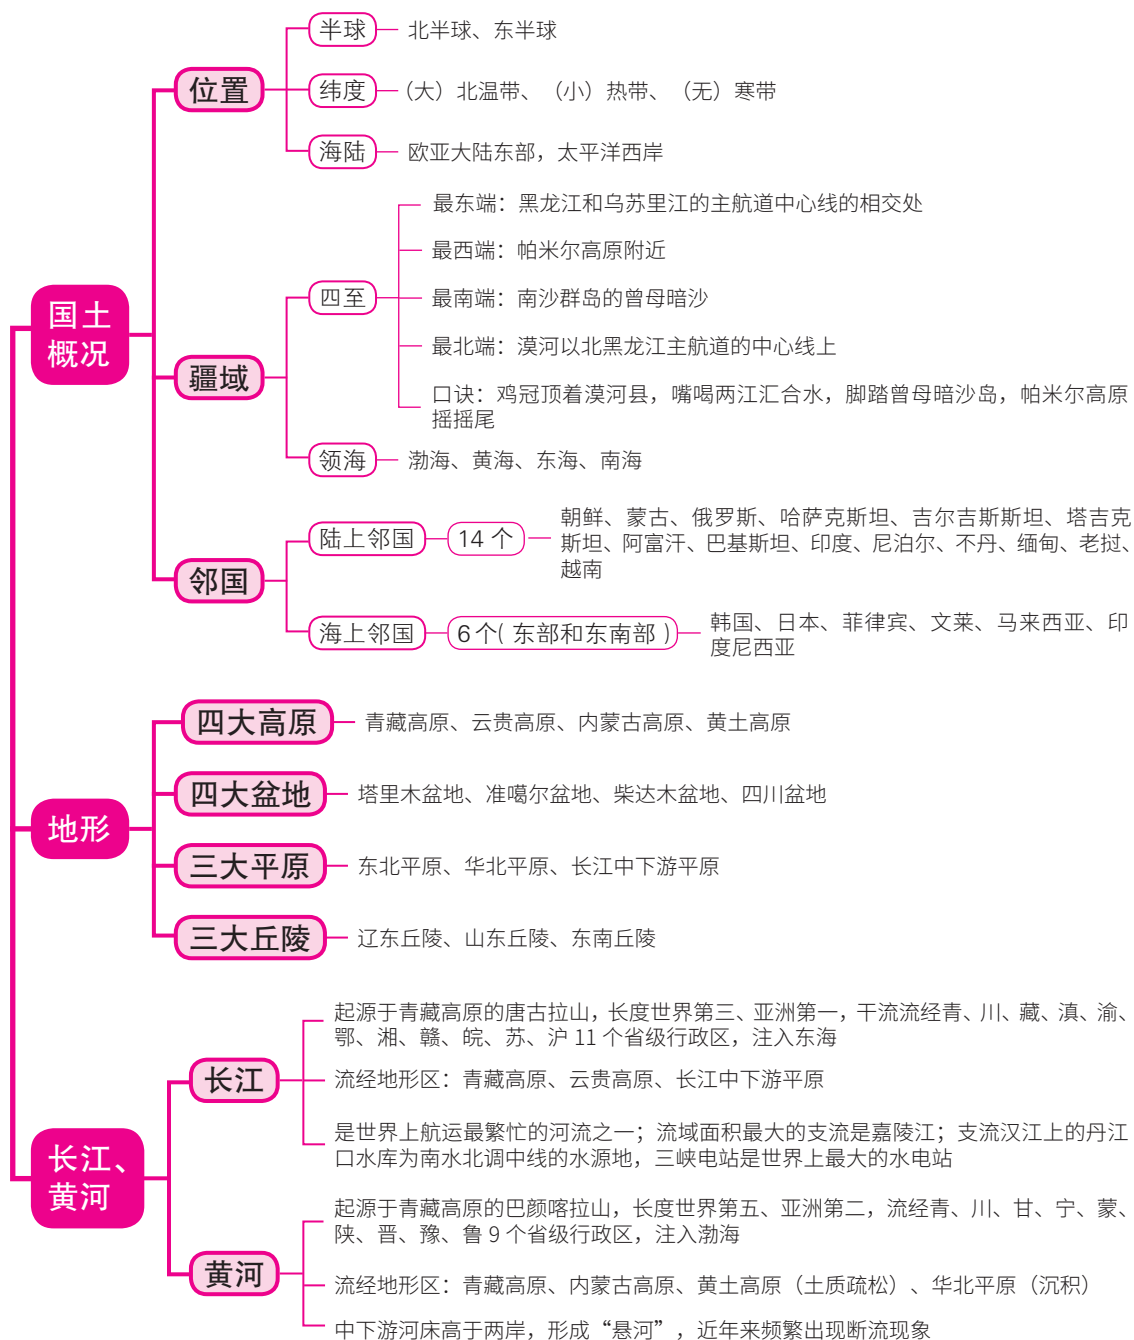 半球
北半球、东半球
位置
纬度
（大）北温带、（小）热带、（无）寒带
海陆
欧亚大陆东部，太平洋西岸
国土
概况
疆域
四至
最东端：黑龙江和乌苏里江的主航道中心线的相交处
最西端：帕米尔高原附近
最南端：南沙群岛的曾母暗沙
最北端：漠河以北黑龙江主航道的中心线上
口诀：鸡冠顶着漠河县，嘴喝两江汇合水，脚踏曾母暗沙岛，帕米尔高原
摇摇尾
领海
渤海、黄海、东海、南海
邻国
陆上邻国
14 个
朝鲜、蒙古、俄罗斯、哈萨克斯坦、吉尔吉斯斯坦、塔吉克
斯坦、阿富汗、巴基斯坦、印度、尼泊尔、不丹、缅甸、老挝、
越南
海上邻国
6个（东部和东南部）
韩国、日本、菲律宾、文莱、马来西亚、印
度尼西亚
地形
四大高原
青藏高原、云贵高原、内蒙古高原、黄土高原
四大盆地
塔里木盆地、准噶尔盆地、柴达木盆地、四川盆地
三大平原
东北平原、华北平原、长江中下游平原
三大丘陵
辽东丘陵、山东丘陵、东南丘陵
长江、
黄河
长江
起源于青藏高原的唐古拉山，长度世界第三、亚洲第一，干流流经青、川、藏、滇、渝、
鄂、湘、赣、皖、苏、沪 11 个省级行政区，注入东海
流经地形区：青藏高原、云贵高原、长江中下游平原
是世界上航运最繁忙的河流之一；流域面积最大的支流是嘉陵江；支流汉江上的丹江
口水库为南水北调中线的水源地，三峡电站是世界上最大的水电站
黄河
起源于青藏高原的巴颜喀拉山，长度世界第五、亚洲第二，流经青、川、甘、宁、蒙、
陕、晋、豫、鲁 9 个省级行政区，注入渤海
流经地形区：青藏高原、内蒙古高原、黄土高原（土质疏松）、华北平原（沉积）
中下游河床高于两岸，形成“悬河”，近年来频繁出现断流现象